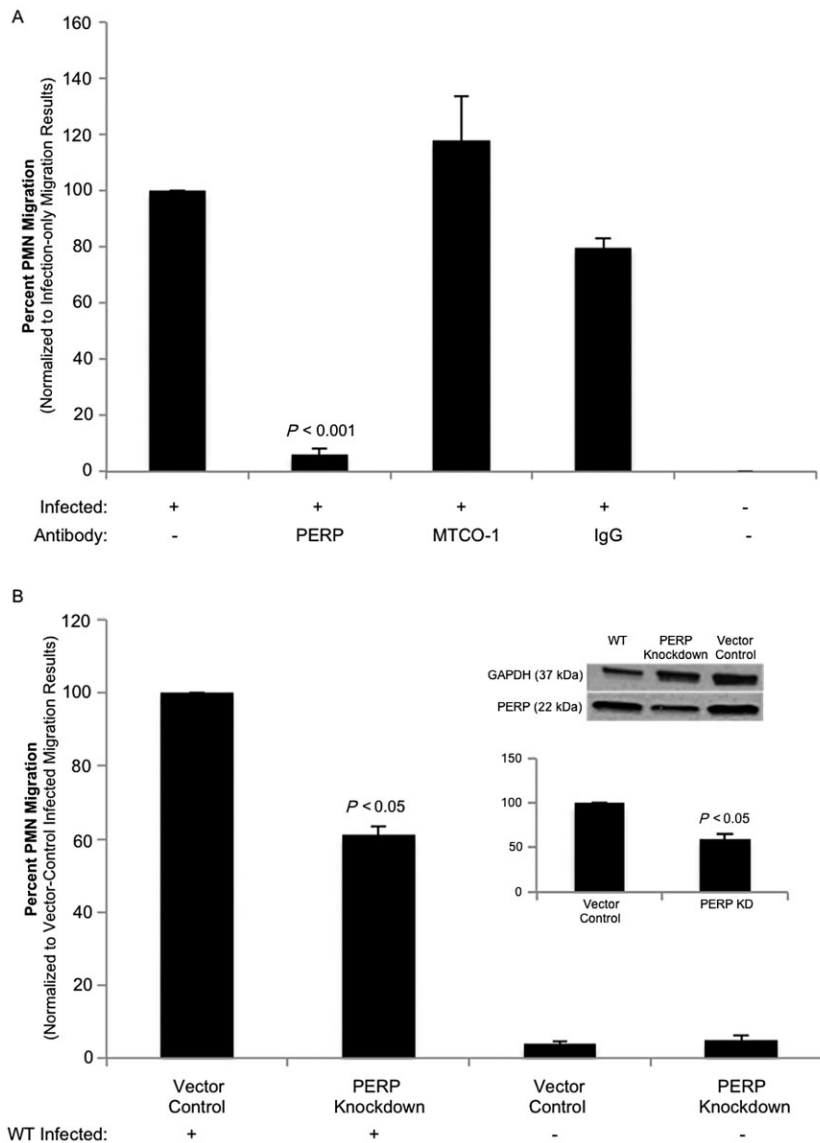 A
Percent PMN Migration
(Normalized to Infection-only Migration Results)
160
140
120
100
80
60
40
20
0
P < 0.001
Infected: + + + + -
Antibody: - PERP MTCO-1 IgG -
B
Percent PMN Migration
(Normalized to Vector-Control Infected Migration Results)
120
100
80
60
40
20
0
P < 0.05
WT PERP Knockdown Vector Control
GAPDH (37 kDa)
PERP (22 kDa)
150
100
50
0
P < 0.05
Vector Control PERP KD
Vector Control PERP Knockdown Vector Control PERP Knockdown
WT Infected: + + - -